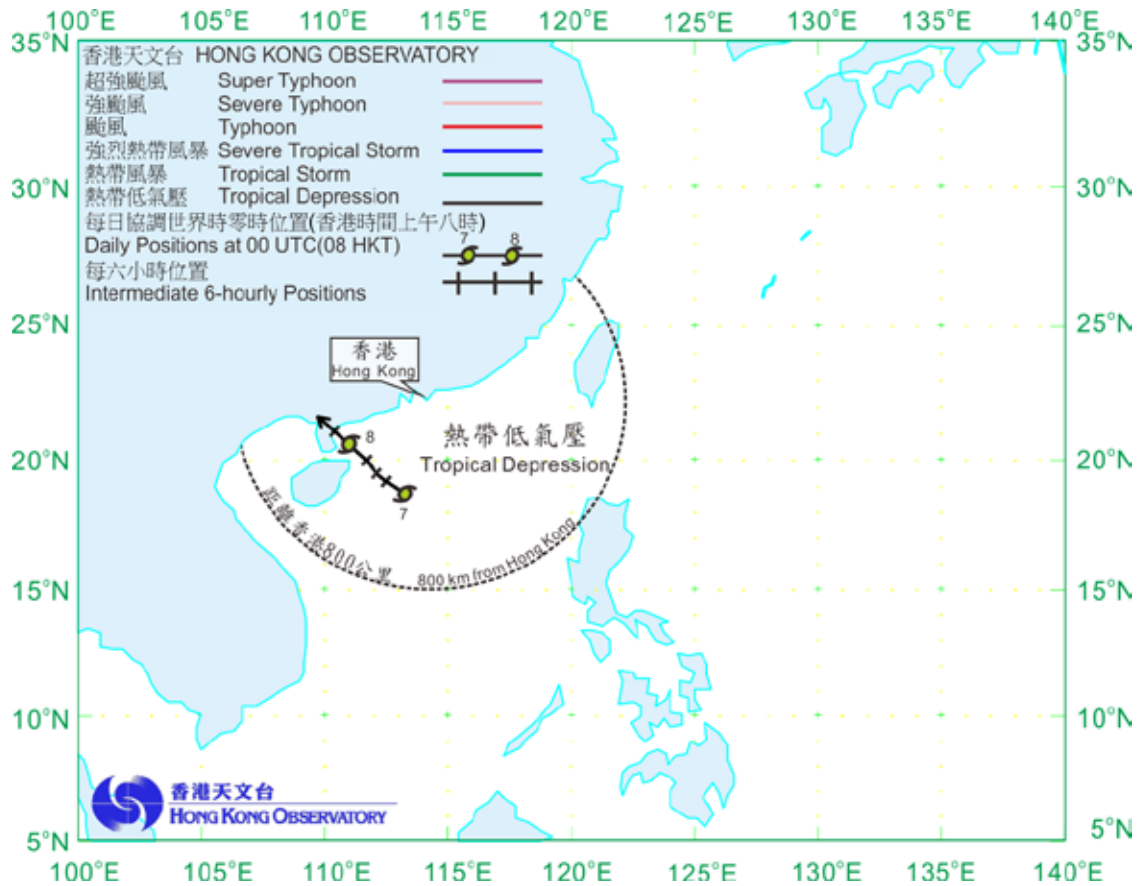 100°E 105°E 110°E 115°E 120°E 125°E 130°E 135°E 140°E
35°N 35°N
香港天文台 HONG KONG OBSERVATORY
超強颱風 Super Typhoon
強颱風 Severe Typhoon
颱風 Typhoon
強烈熱帶風暴 Severe Tropical Storm
熱帶風暴 Tropical Storm
30°N 30°N
熱帶低氣壓 Tropical Depression
每日協調世界時零時位置(香港時間上午八時)
Daily Positions at 00 UTC(08 HKT) 7 8
每六小時位置
Intermediate 6-hourly Positions
25°N 25°N
香港
Hong Kong
8
熱帶低氣壓
20°N 20°N
Tropical Depression
7
距離香港800公里
800 km from Hong Kong
15°N 15°N
10°N 10°N
香港天文台
HONG KONG OBSERVATORY
5°N 5°N
100°E 105°E 110°E 115°E 120°E 125°E 130°E 135°E 140°E